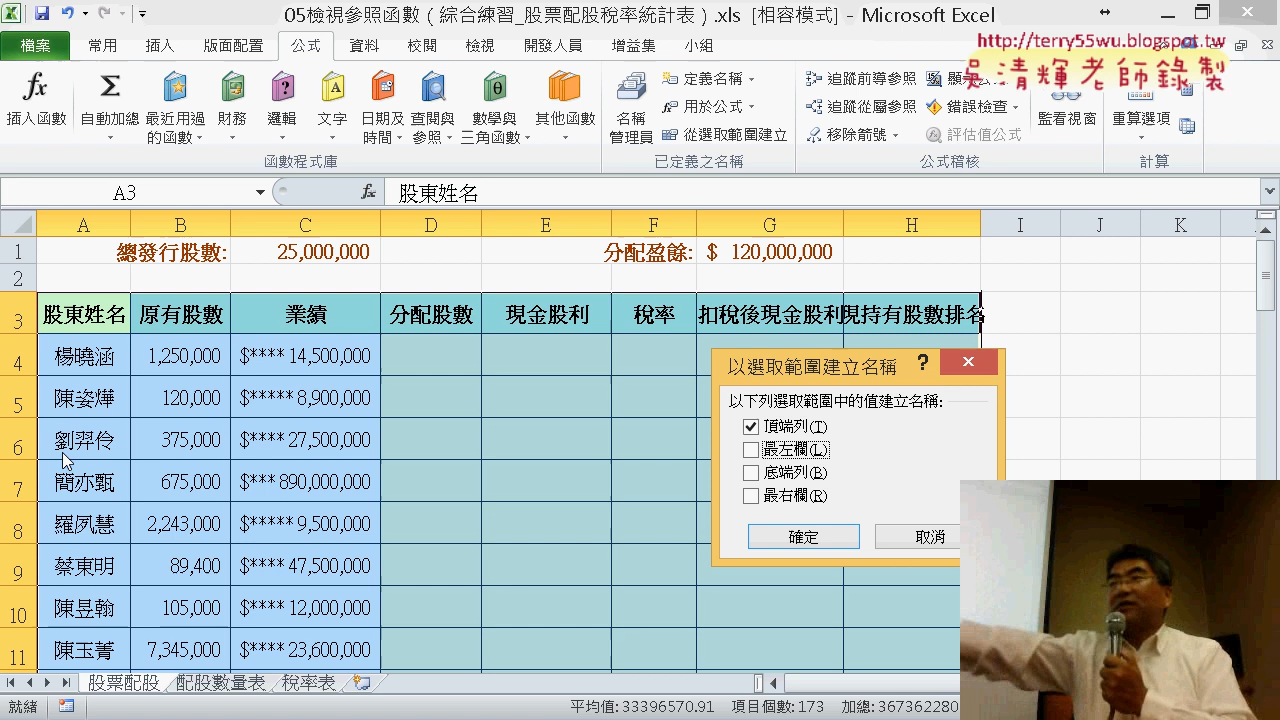 05檢視參照函數(綜合練習_股票配股稅率統計表).xls [相容模式] - Microsoft Excel
檔案 常用 插入 版面配置 公式 資料 校閱 檢視 開發人員 增益集 小組
http://terry55wu.blogspot.tw
吳清輝老師錄製
插入函數 自動加總 最近用過的函數 財務 邏輯 文字 日期及時間 查閱與參照 數學與三角函數 其他函數
函數程式庫
名稱管理員 定義名稱 用於公式 從選取範圍建立
已定義之名稱
追蹤前導參照 追蹤從屬參照 移除箭號 錯誤檢查 評估值公式 監看視窗
公式稽核
重算選項
計算
A3 fx 股東姓名
A B C D E F G H I J K
1 總發行股數: 25,000,000 分配盈餘: $ 120,000,000
2
3 股東姓名 原有股數 業績 分配股數 現金股利 稅率 扣稅後現金股利 現持有股數排名
4 楊曉涵 1,250,000 $**** 14,500,000
5 陳姿燁 120,000 $***** 8,900,000
6 劉羿伶 375,000 $**** 27,500,000
7 簡亦甄 675,000 $*** 890,000,000
8 羅夙慧 2,243,000 $***** 9,500,000
9 蔡東明 89,400 $**** 47,500,000
10 陳昱翰 105,000 $**** 12,000,000
11 陳玉菁 7,345,000 $**** 23,600,000
以選取範圍建立名稱 ?
以下列選取範圍中的值建立名稱:
頂端列(T)
最左欄(L)
底端列(B)
最右欄(R)
確定 取消
股票配股 配股數量表 稅率表
就緒 平均值: 33396570.91 項目個數: 173 加總: 367362280